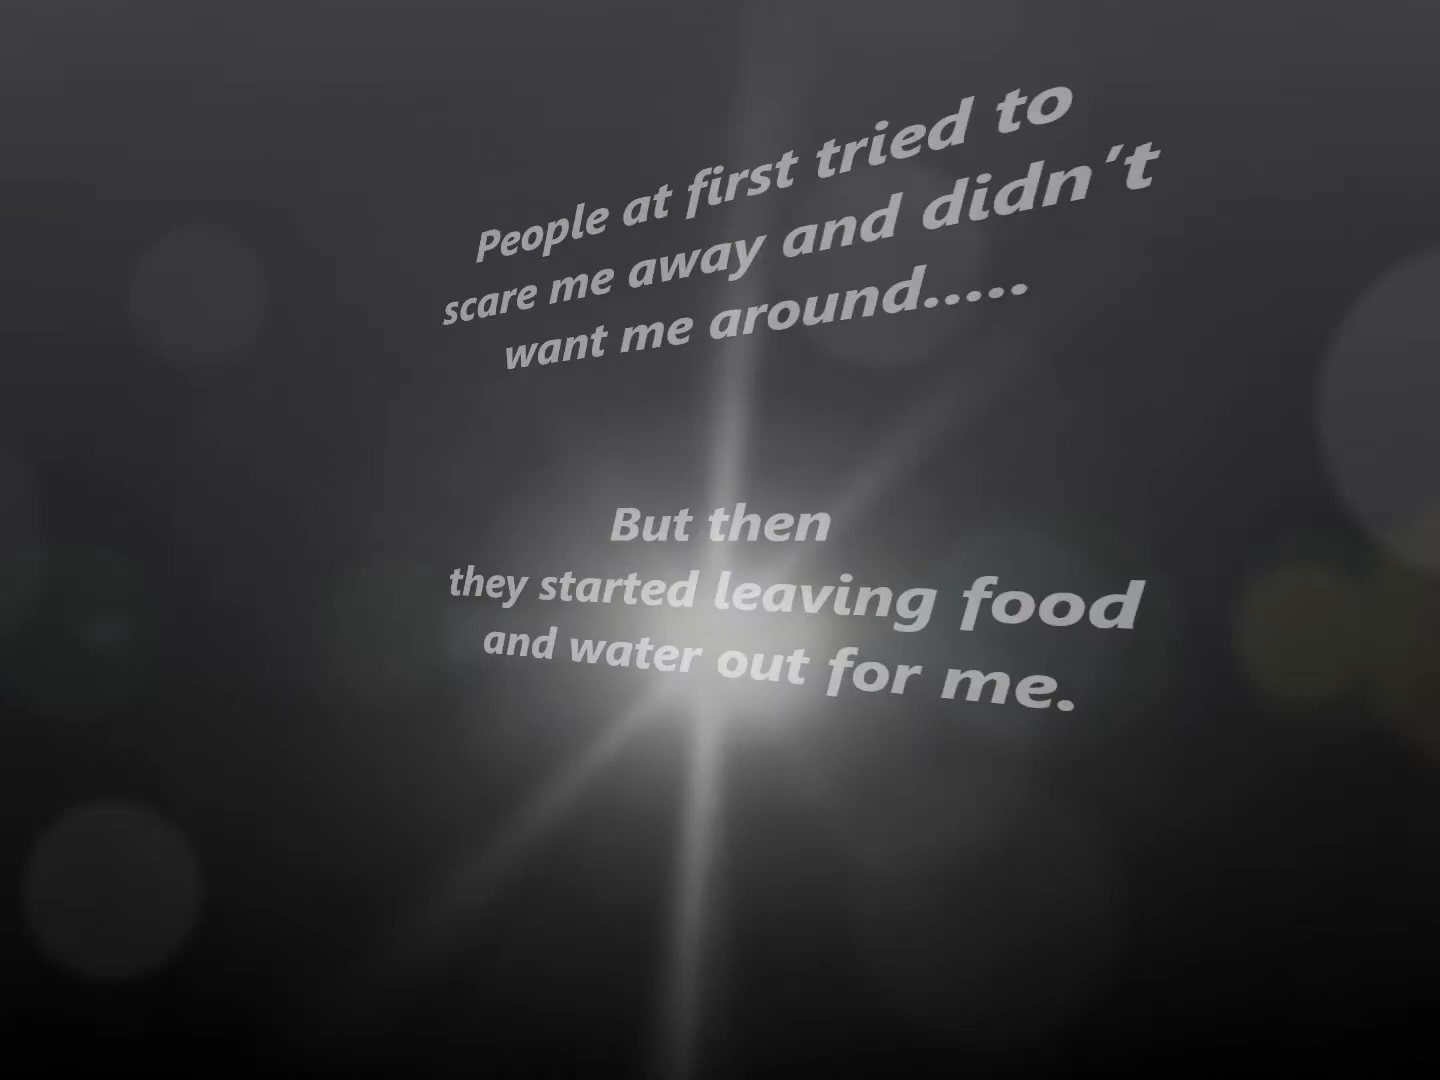 People at first tried to
scare me away and didn’t
want me around.....
But then
they started leaving food
and water out for me.